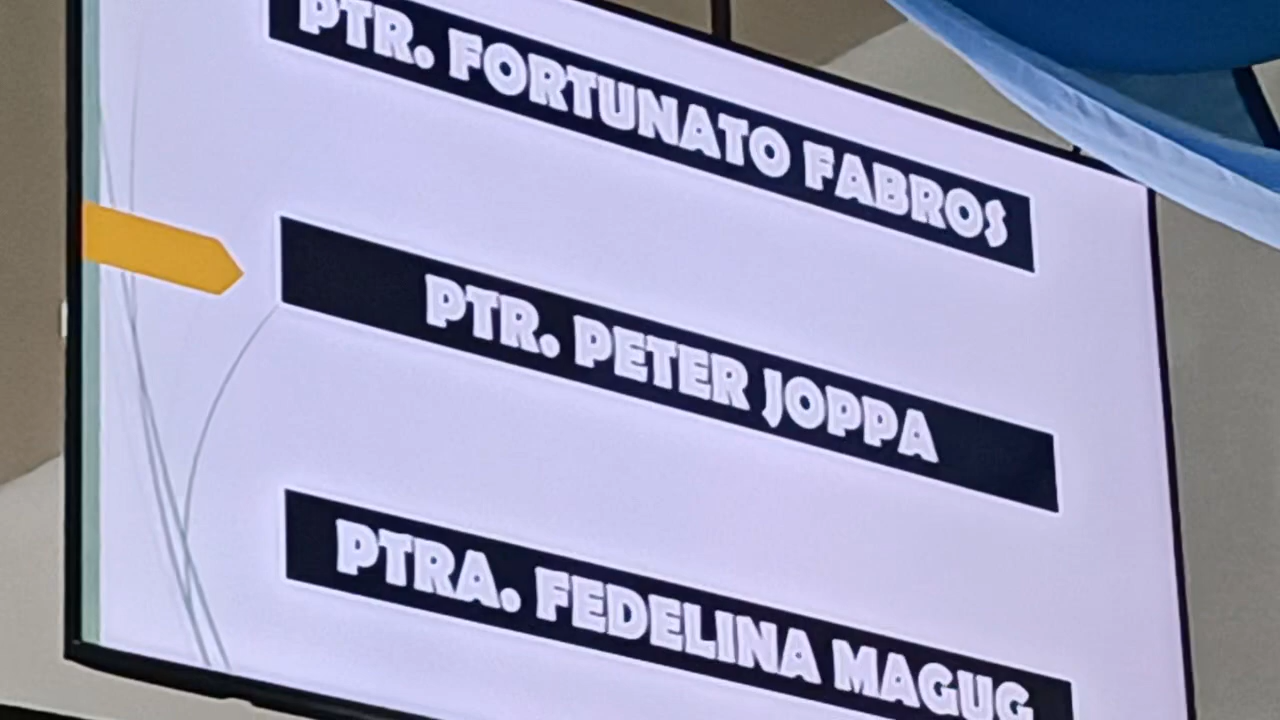 PTR. FORTUNATO FABROS
PTR. PETER JOPPA
PTRA. FEDELINA MAGUG